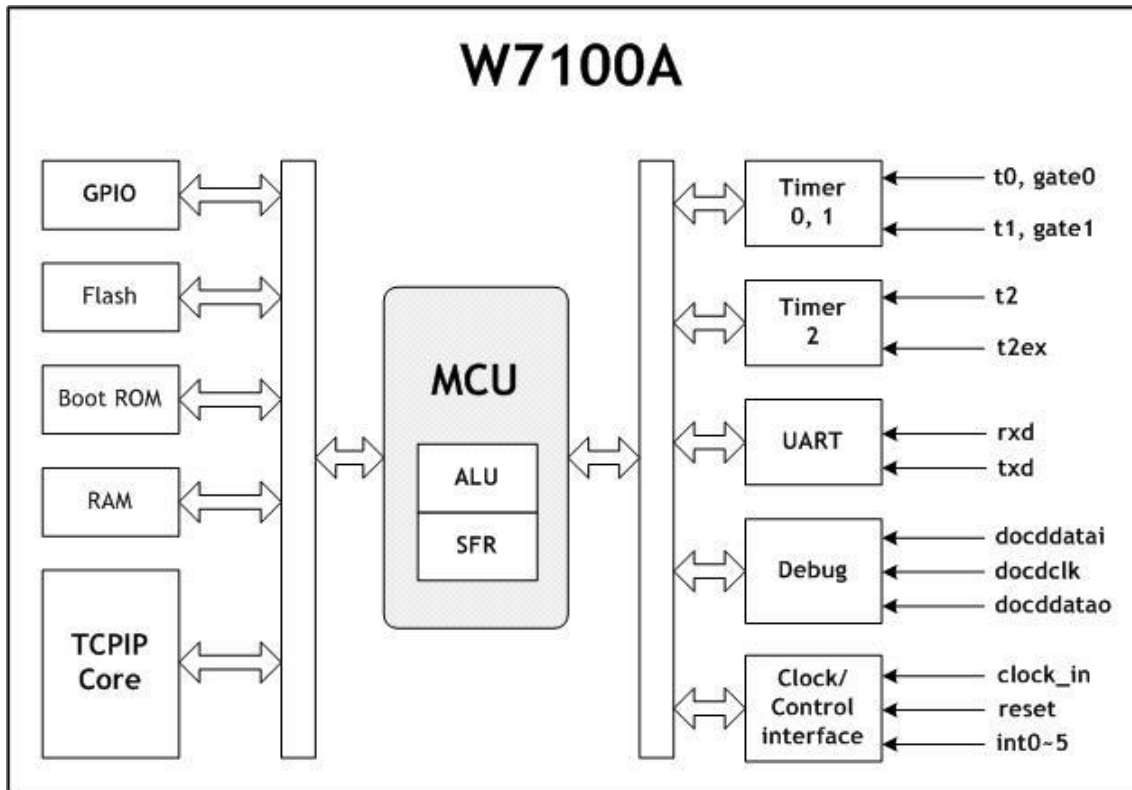 W7100A
GPIO
Flash
Boot ROM
RAM
TCPIP
Core
MCU
ALU
SFR
Timer
0, 1
t0, gate0
t1, gate1
Timer
2
t2
t2ex
UART
rxd
txd
Debug
docddatai
docdclk
docddatao
Clock/
Control
interface
clock_in
reset
int0~5